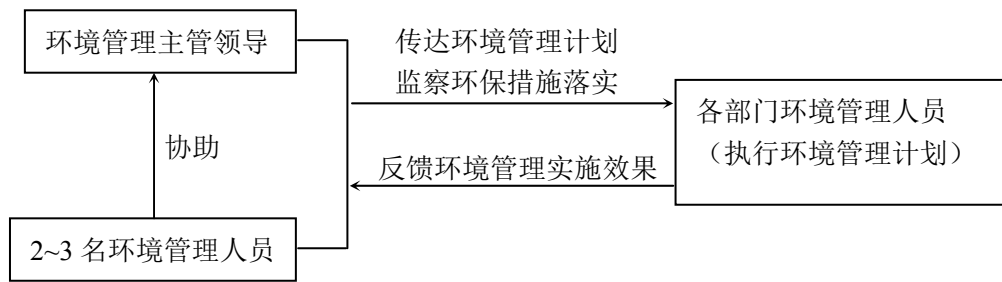 环境管理主管领导
传达环境管理计划
监察环保措施落实
各部门环境管理人员
（执行环境管理计划）
协助
反馈环境管理实施效果
2~3 名环境管理人员